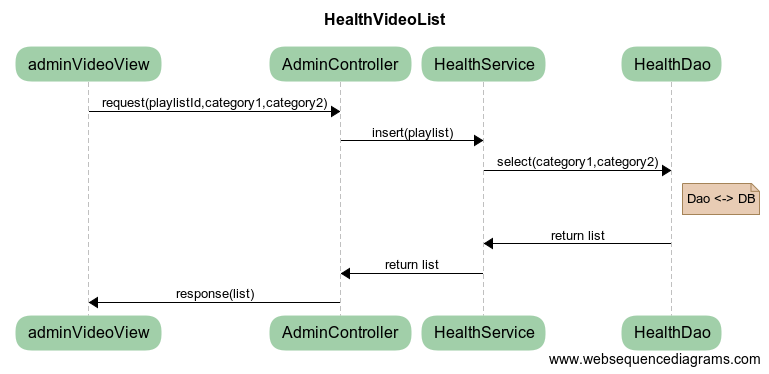 HealthVideoList
adminVideoView
AdminController
HealthService
HealthDao
request(playlistId,category1,category2)
insert(playlist)
select(category1,category2)
Dao <-> DB
return list
return list
response(list)
adminVideoView
AdminController
HealthService
HealthDao
www.websequencediagrams.com